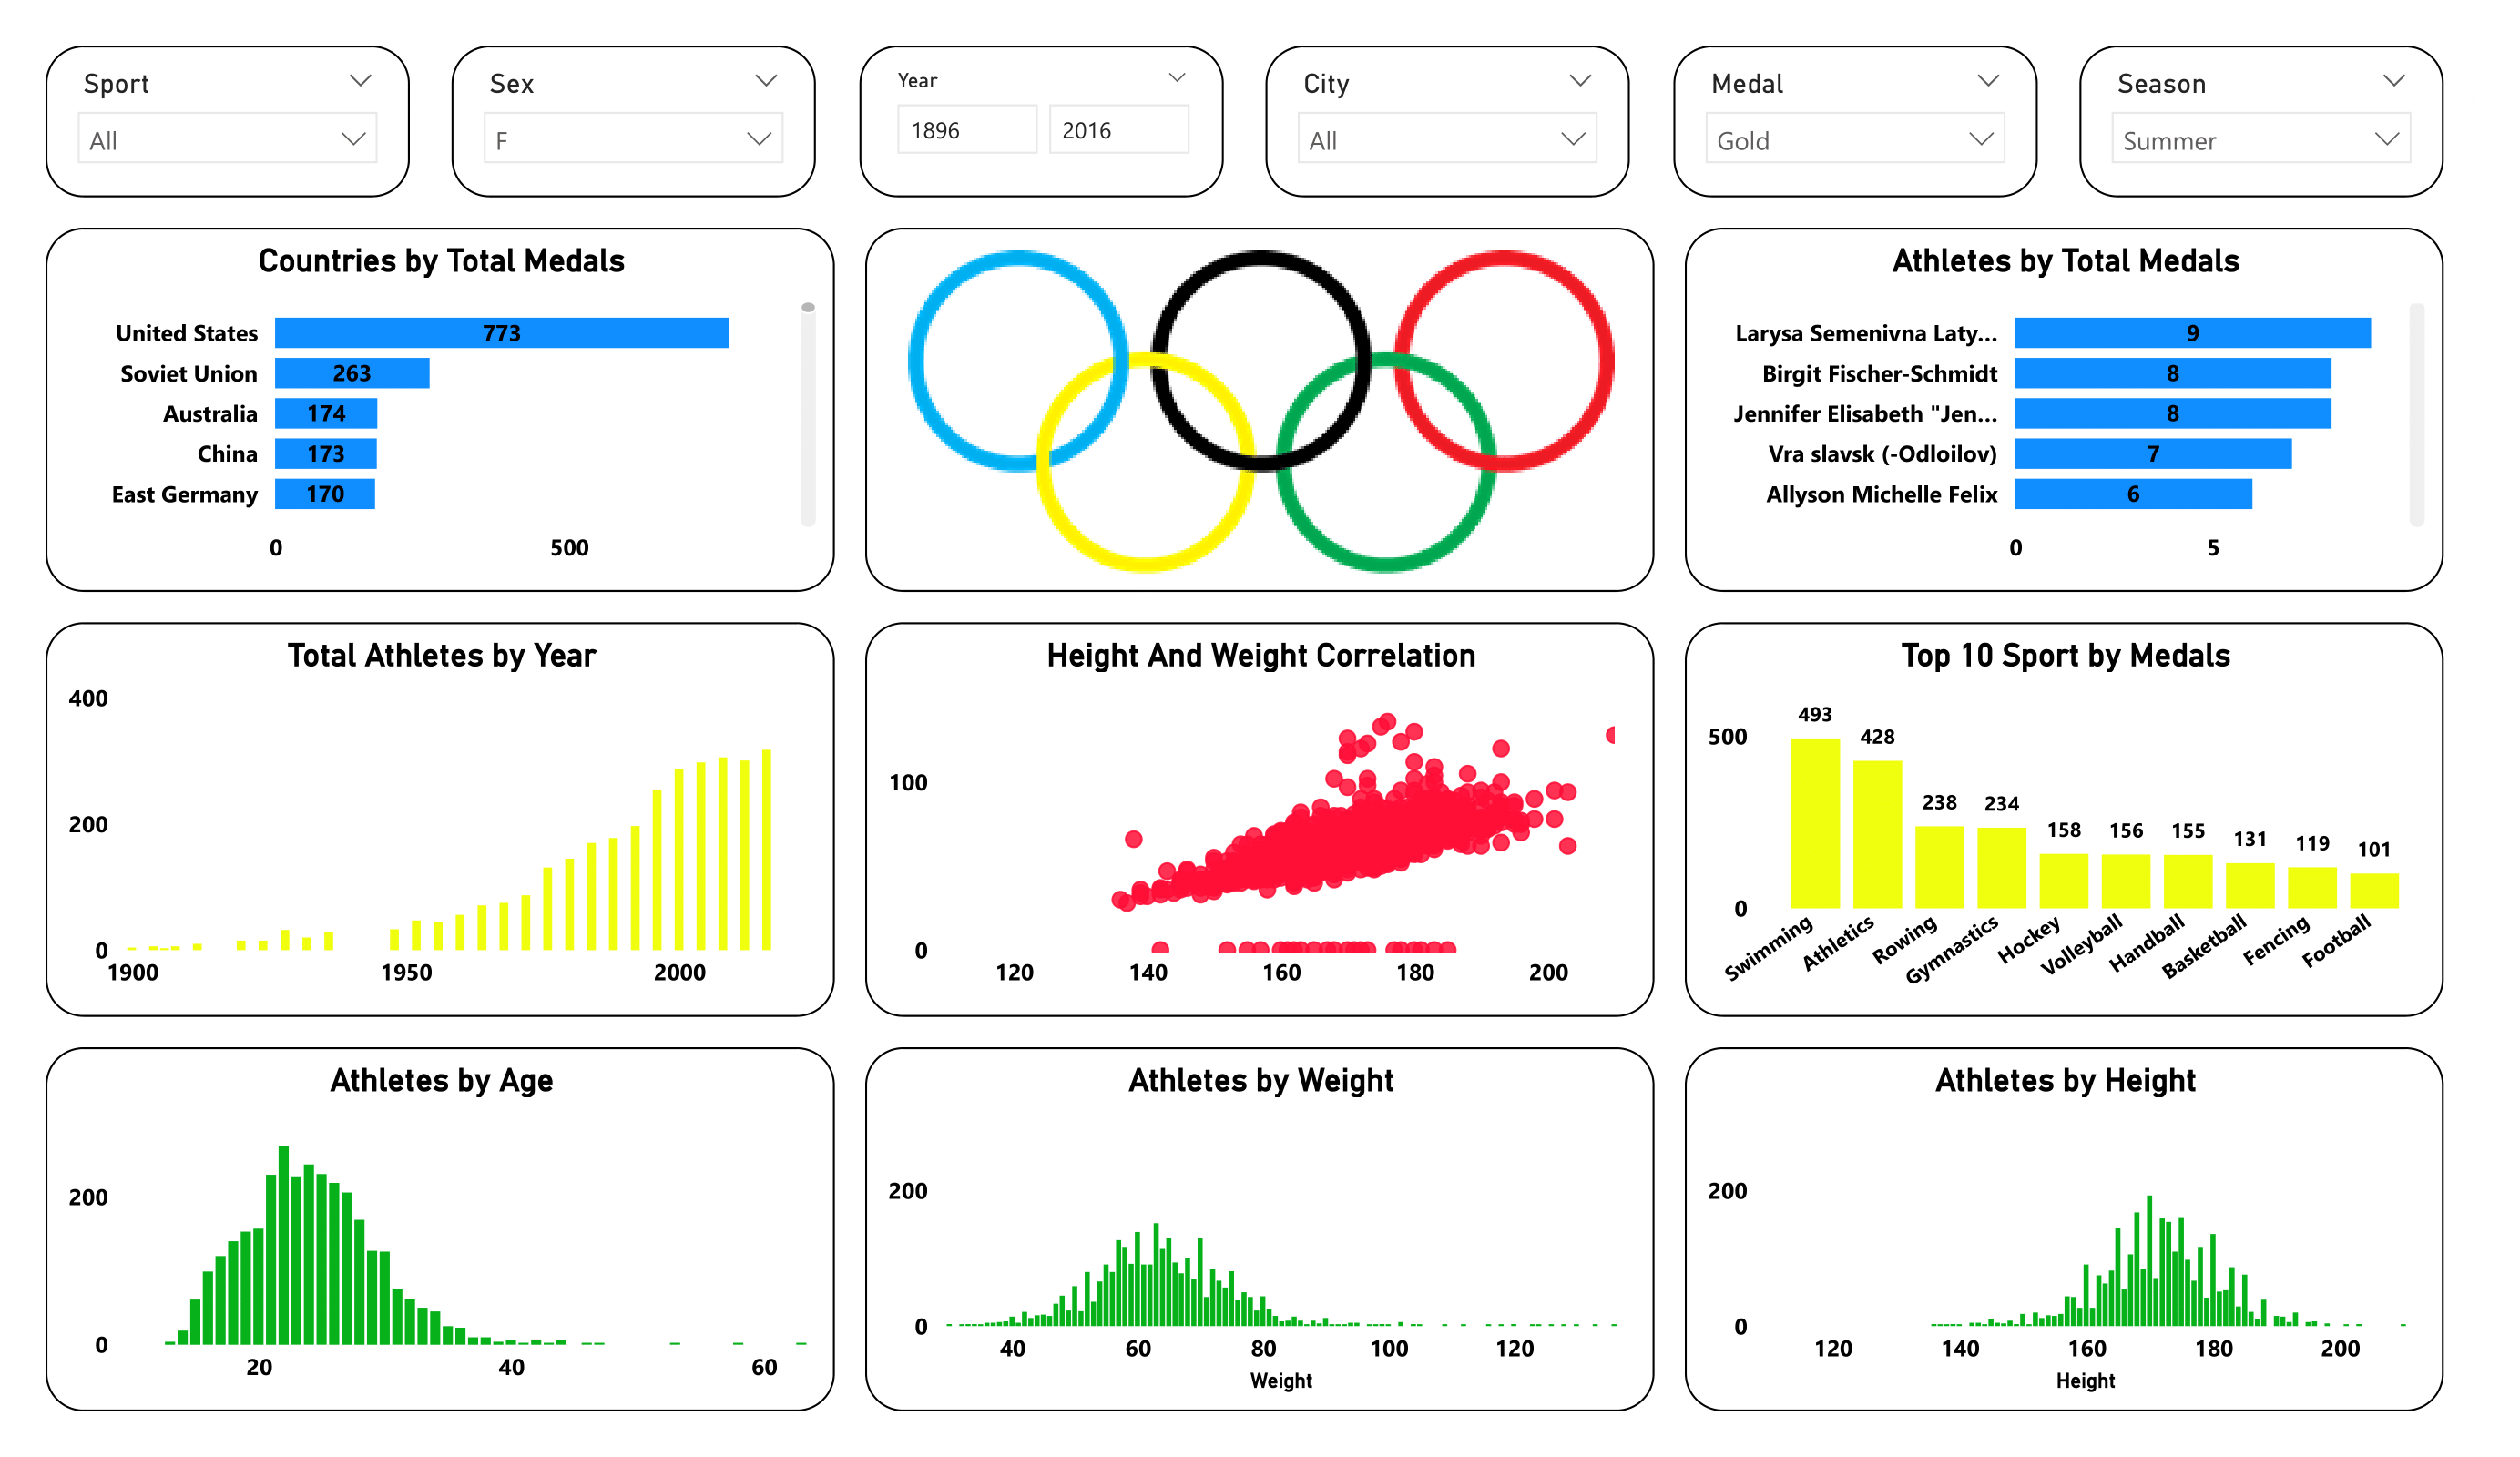 Sport
All
Sex
F
Year
1896 2016
City
All
Medal
Gold
Season
Summer
Countries by Total Medals
United States 773
Soviet Union 263
Australia 174
China 173
East Germany 170
0 500
Athletes by Total Medals
Larysa Semenivna Laty... 9
Birgit Fischer-Schmidt 8
Jennifer Elisabeth "Jen... 8
Vra slavsk (-Odloilov) 7
Allyson Michelle Felix 6
0 5
Total Athletes by Year
400
200
0
1900 1950 2000
Height And Weight Correlation
100
0
120 140 160 180 200
Top 10 Sport by Medals
500
0
493 428 238 234 158 156 155 131 119 101
Swimming Athletics Rowing Gymnastics Hockey Volleyball Handball Basketball Fencing Football
Athletes by Age
200
0
20 40 60
Athletes by Weight
200
0
40 60 80 100 120
Weight
Athletes by Height
200
0
120 140 160 180 200
Height